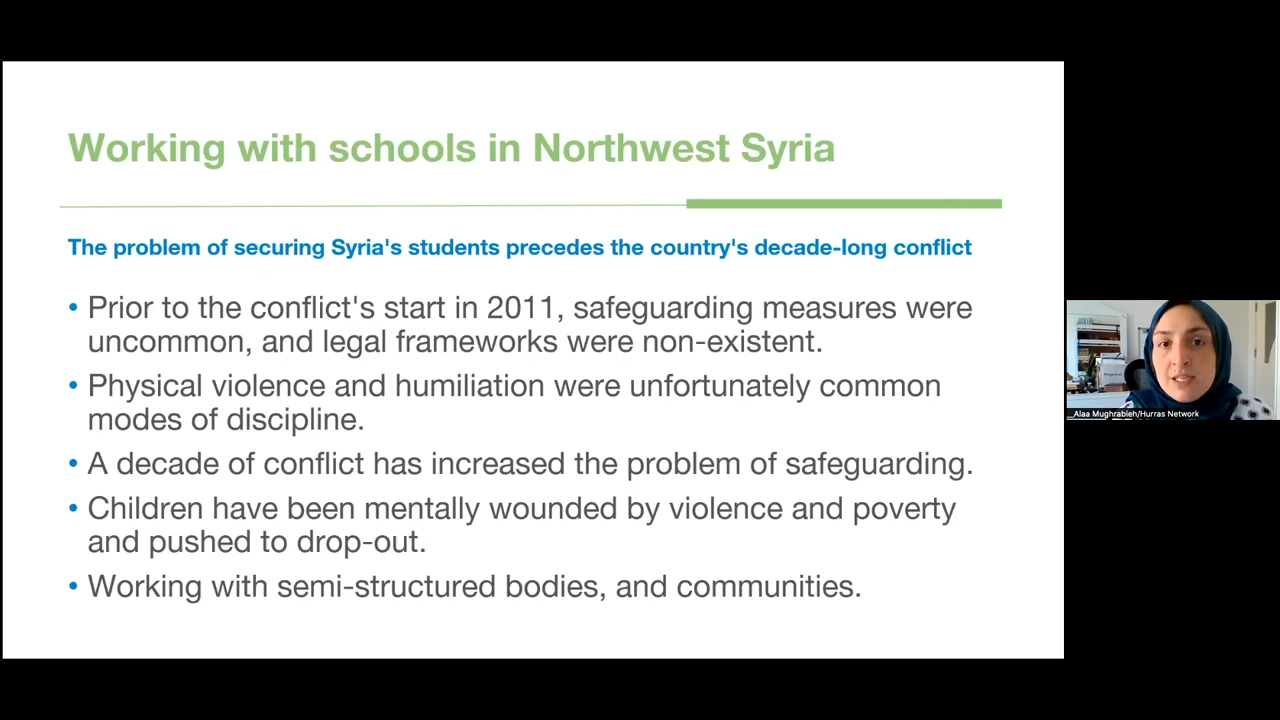 Working with schools in Northwest Syria
The problem of securing Syria's students precedes the country's decade-long conflict
• Prior to the conflict's start in 2011, safeguarding measures were
uncommon, and legal frameworks were non-existent.
• Physical violence and humiliation were unfortunately common
modes of discipline.
• A decade of conflict has increased the problem of safeguarding.
• Children have been mentally wounded by violence and poverty
and pushed to drop-out.
• Working with semi-structured bodies, and communities.
_Alaa Mughrabieh/Hurras Network